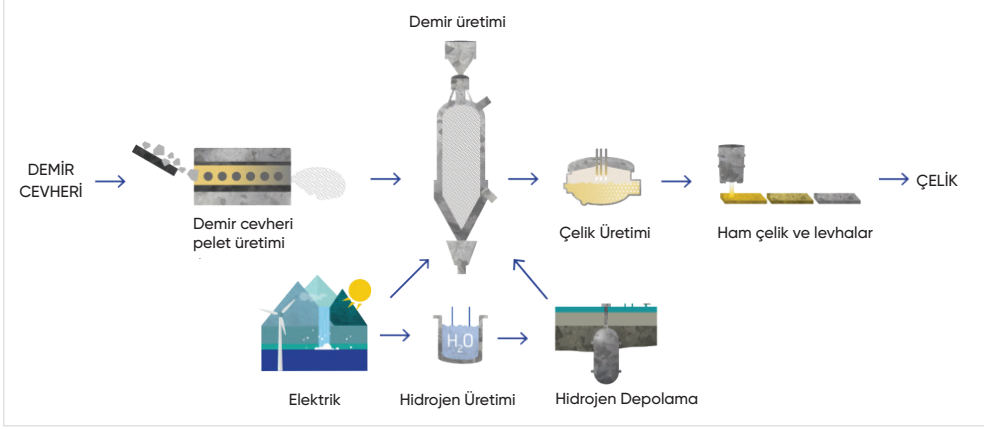 Demir üretimi
DEMİR
CEVHERİ
Demir cevheri
pelet üretimi
Çelik Üretimi
Ham çelik ve levhalar
ÇELİK
H₂O
Elektrik
Hidrojen Üretimi
Hidrojen Depolama